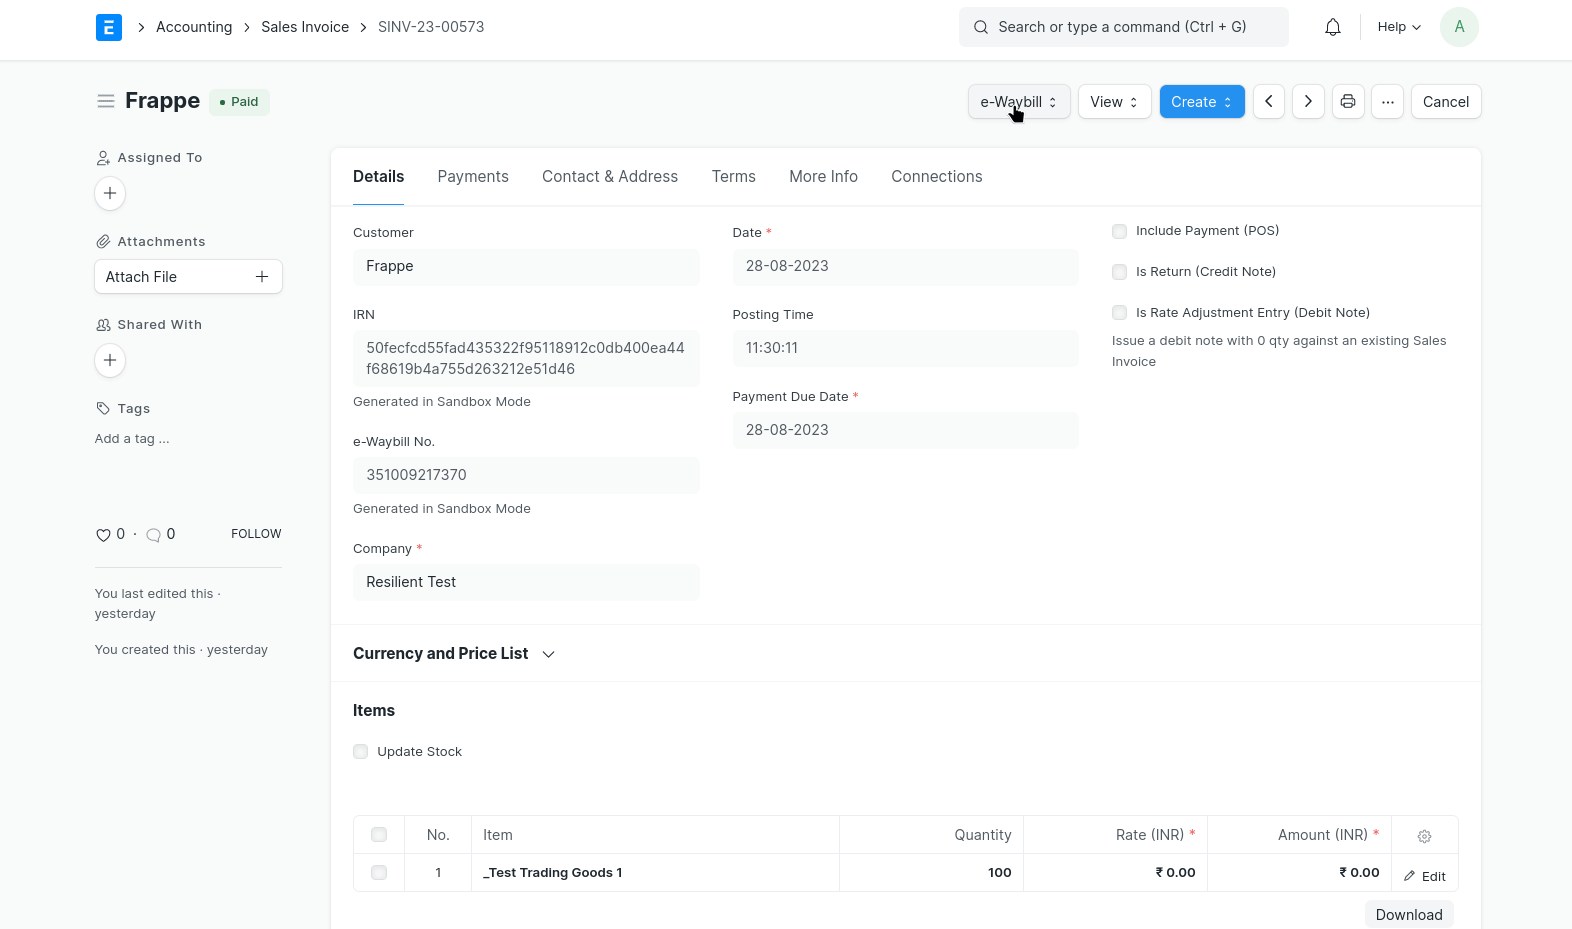 E
Accounting
Sales Invoice
SINV-23-00573
Search or type a command (Ctrl + G)
Help
A
Frappe
Paid
e-Waybill
View
Create
...
Cancel
Assigned To
Attachments
Attach File
Shared With
Tags
Add a tag ...
0 · 0
FOLLOW
You last edited this ·
yesterday
You created this · yesterday
Details
Payments
Contact & Address
Terms
More Info
Connections
Customer
Frappe
IRN
50fecfcd55fad435322f95118912c0db400ea44
f68619b4a755d263212e51d46
Generated in Sandbox Mode
e-Waybill No.
351009217370
Generated in Sandbox Mode
Company *
Resilient Test
Date *
28-08-2023
Posting Time
11:30:11
Payment Due Date *
28-08-2023
Include Payment (POS)
Is Return (Credit Note)
Is Rate Adjustment Entry (Debit Note)
Issue a debit note with 0 qty against an existing Sales
Invoice
Currency and Price List
Items
Update Stock
No. Item Quantity Rate (INR) * Amount (INR) *
1 _Test Trading Goods 1 100 ₹ 0.00 ₹ 0.00 Edit
Download